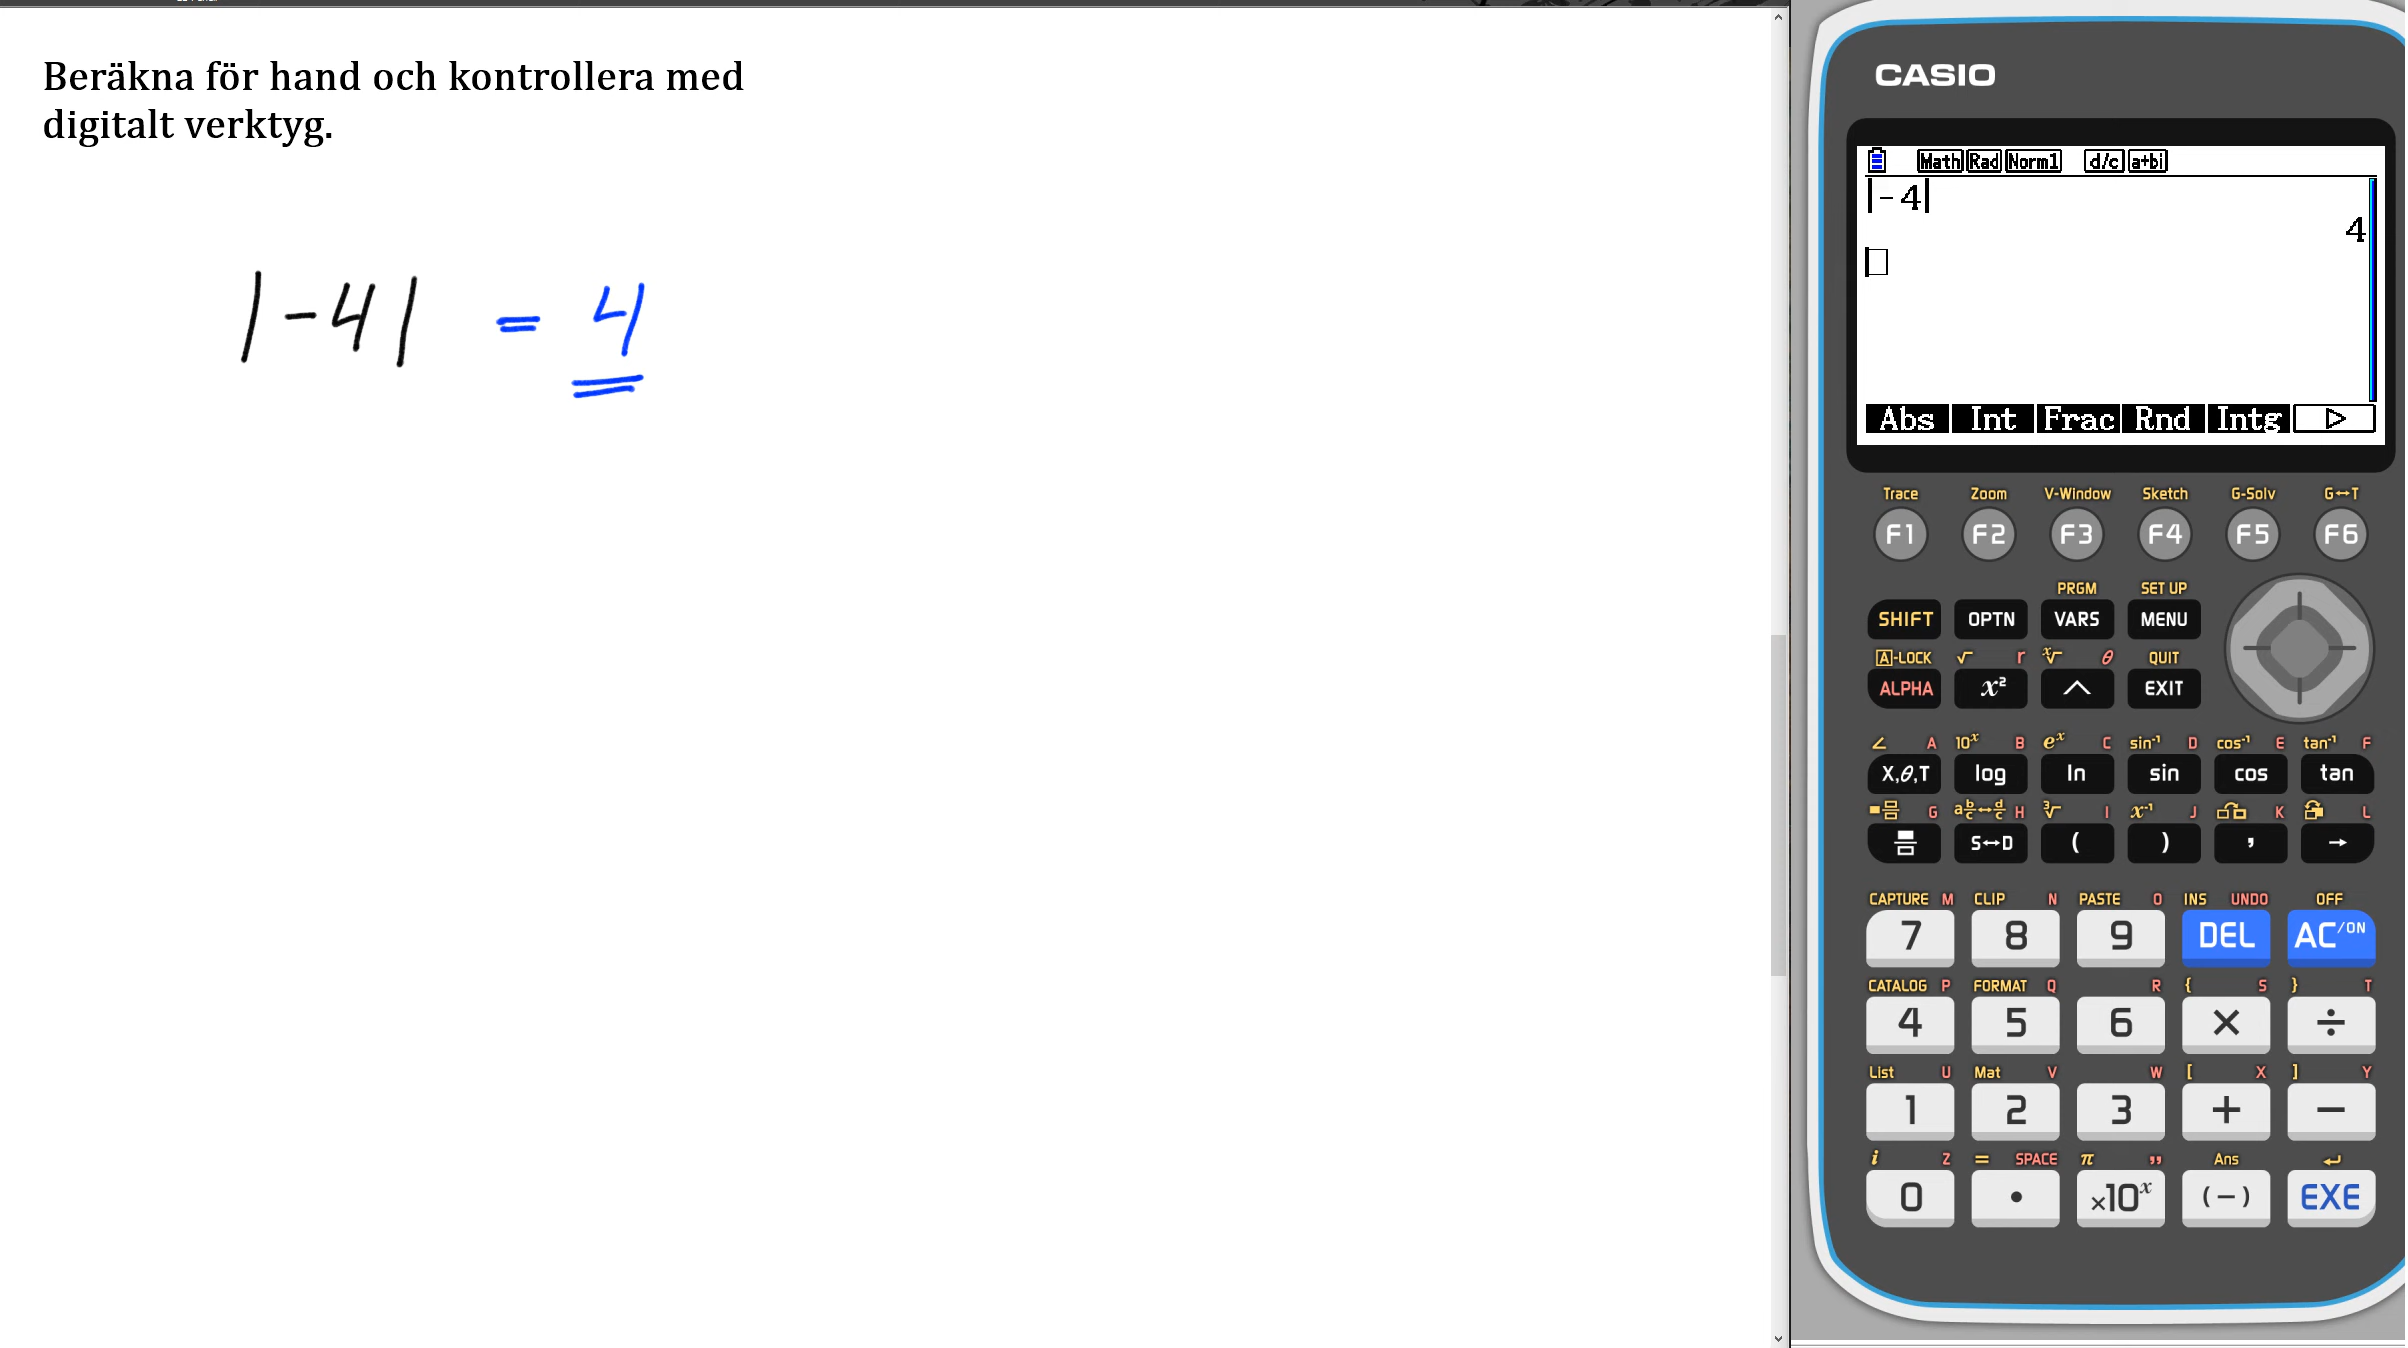 Beräkna för hand och kontrollera med
digitalt verktyg.
|-4| = 4
CASIO
Math Rad Norm1 d/c a+bi
|-4|
4
Abs Int Frac Rnd Intg ▷
Trace Zoom V-Window Sketch G-Solv G↔T
F1 F2 F3 F4 F5 F6
PRGM SET UP
SHIFT OPTN VARS MENU
A-LOCK √ r ˣ√ θ QUIT
ALPHA x² ^ EXIT
∠ A 10ˣ B eˣ C sin⁻¹ D cos⁻¹ E tan⁻¹ F
X,θ,T log ln sin cos tan
G a b/c↔d/c H ³√ I x⁻¹ J K L
S↔D ( ) , →
CAPTURE M CLIP N PASTE O INS UNDO OFF
7 8 9 DEL AC/ON
CATALOG P FORMAT Q R { S } T
4 5 6 × ÷
List U Mat V W [ X ] Y
1 2 3 + −
i Z = SPACE π " Ans ↵
0 • ×10ˣ (−) EXE